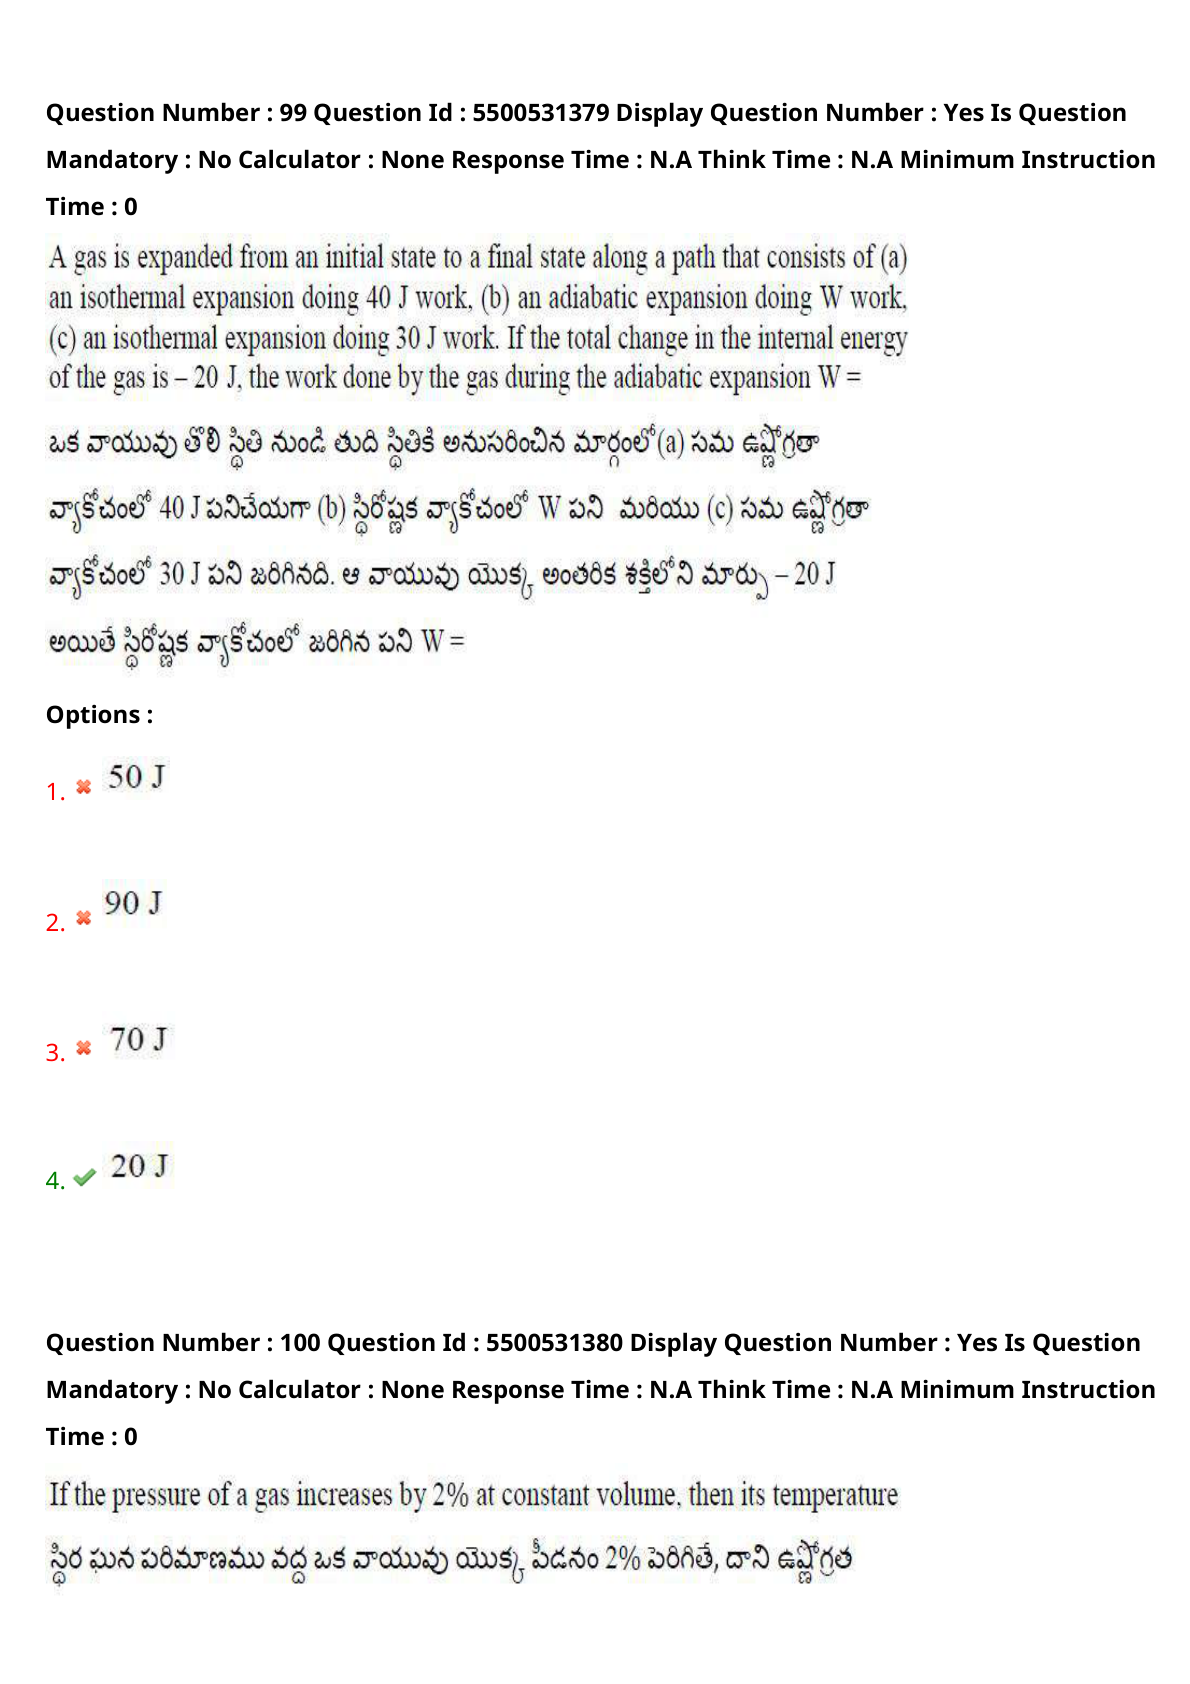 Question Number : 99 Question Id : 5500531379 Display Question Number : Yes Is Question
Mandatory : No Calculator : None Response Time : N.A Think Time : N.A Minimum Instruction
Time : 0
A gas is expanded from an initial state to a final state along a path that consists of (a)
an isothermal expansion doing 40 J work, (b) an adiabatic expansion doing W work,
(c) an isothermal expansion doing 30 J work. If the total change in the internal energy
of the gas is – 20 J, the work done by the gas during the adiabatic expansion W =
ఒక వాయువు తొలి స్థితి నుండి తుది స్థితికి అనుసరించిన మార్గంలో (a) సమ ఉష్ణోగ్రతా
వ్యాకోచంలో 40 J పనిచేయగా (b) స్థిరోష్ణక వ్యాకోచంలో W పని మరియు (c) సమ ఉష్ణోగ్రతా
వ్యాకోచంలో 30 J పని జరిగినది. ఆ వాయువు యొక్క అంతరిక శక్తిలోని మార్పు – 20 J
అయితే స్థిరోష్ణక వ్యాకోచంలో జరిగిన పని W =
Options :
1. 50 J
2. 90 J
3. 70 J
4. 20 J
Question Number : 100 Question Id : 5500531380 Display Question Number : Yes Is Question
Mandatory : No Calculator : None Response Time : N.A Think Time : N.A Minimum Instruction
Time : 0
If the pressure of a gas increases by 2% at constant volume, then its temperature
స్థిర ఘన పరిమాణము వద్ద ఒక వాయువు యొక్క పీడనం 2% పెరిగితే, దాని ఉష్ణోగ్రత